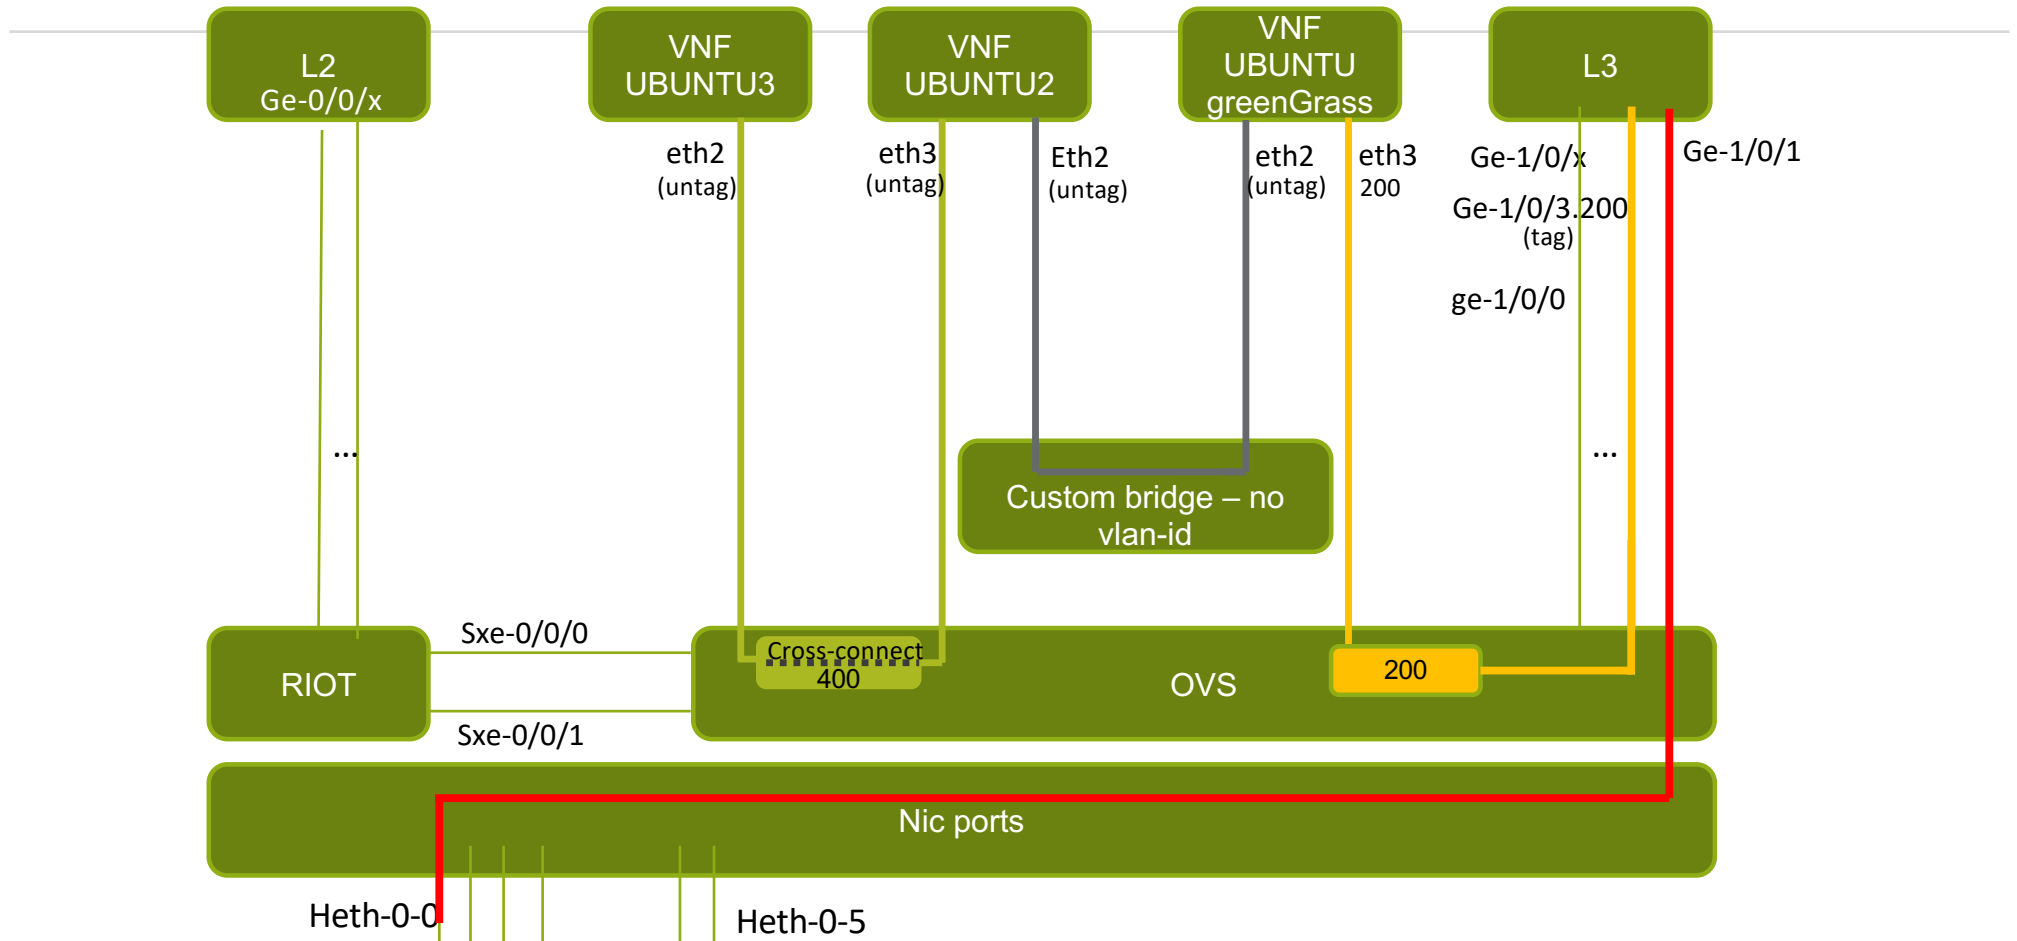 L2
Ge-0/0/x
VNF
UBUNTU3
VNF
UBUNTU2
VNF
UBUNTU
greenGrass
L3
eth2
(untag)
eth3
(untag)
Eth2
(untag)
eth2
(untag)
eth3
200
Ge-1/0/x
Ge-1/0/1
Ge-1/0/3.200
(tag)
ge-1/0/0
...
...
Custom bridge – no
vlan-id
Sxe-0/0/0
RIOT
Cross-connect
400
OVS
200
Sxe-0/0/1
Nic ports
Heth-0-0
Heth-0-5